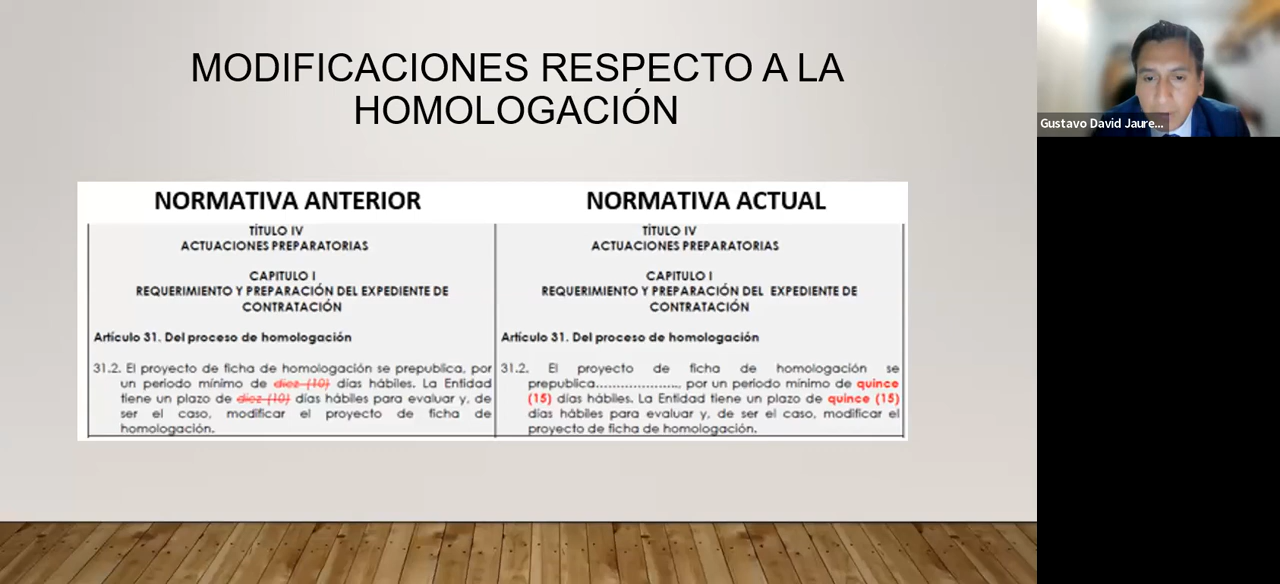 MODIFICACIONES RESPECTO A LA
HOMOLOGACIÓN
NORMATIVA ANTERIOR
TÍTULO IV
ACTUACIONES PREPARATORIAS
CAPITULO I
REQUERIMIENTO Y PREPARACIÓN DEL EXPEDIENTE DE
CONTRATACIÓN
Artículo 31. Del proceso de homologación
31.2. El proyecto de ficha de homologación se prepublica, por
un periodo mínimo de diez (10) días hábiles. La Entidad
tiene un plazo de diez (10) días hábiles para evaluar y, de
ser el caso, modificar el proyecto de ficha de
homologación.
NORMATIVA ACTUAL
TÍTULO IV
ACTUACIONES PREPARATORIAS
CAPITULO I
REQUERIMIENTO Y PREPARACIÓN DEL EXPEDIENTE DE
CONTRATACIÓN
Artículo 31. Del proceso de homologación
31.2. El proyecto de ficha de homologación se
prepublica...................., por un periodo mínimo de quince
(15) días hábiles. La Entidad tiene un plazo de quince (15)
días hábiles para evaluar y, de ser el caso, modificar el
proyecto de ficha de homologación.
Gustavo David Jaure...